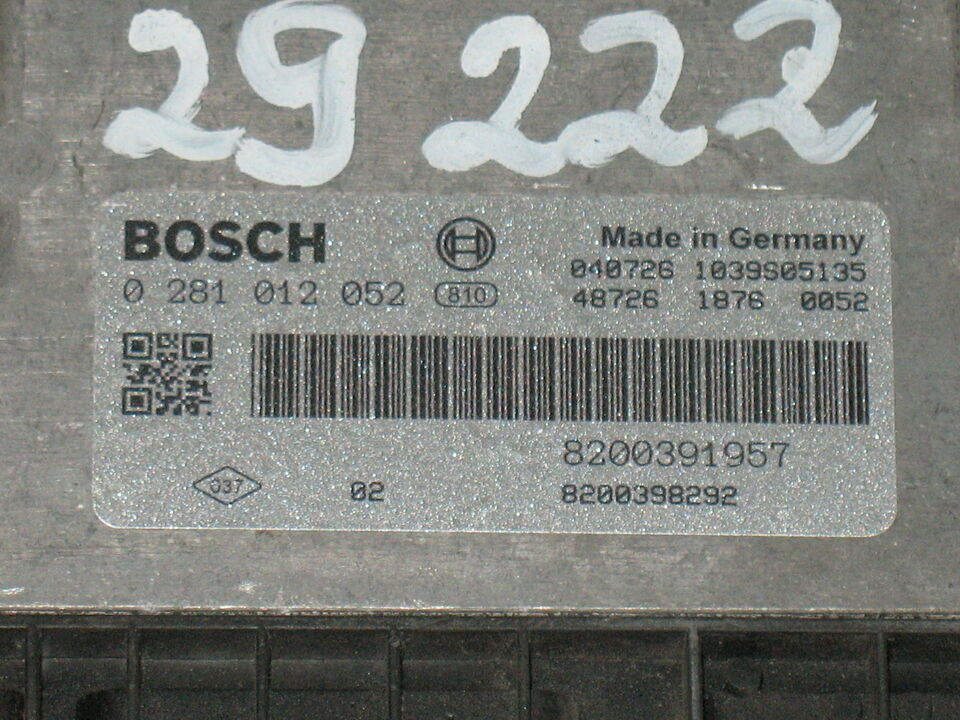 29 222
BOSCH
Made in Germany
040726 1039S05135
0 281 012 052 810
48726 1876 0052
8200391957
037 02 8200398292